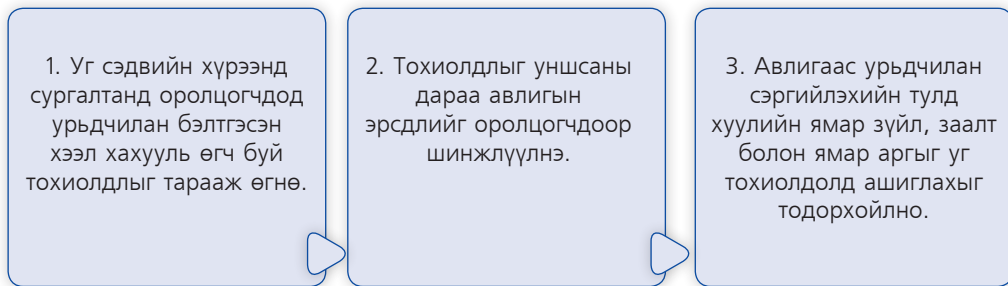 1. Уг сэдвийн хүрээнд
сургалтанд оролцогчдод
урьдчилан бэлтгэсэн
хээл хахууль өгч буй
тохиолдлыг тарааж өгнө.
2. Тохиолдлыг уншсаны
дараа авлигын
эрсдлийг оролцогчдоор
шинжлүүлнэ.
3. Авлигаас урьдчилан
сэргийлэхийн тулд
хуулийн ямар зүйл, заалт
болон ямар аргыг уг
тохиолдолд ашиглахыг
тодорхойлно.